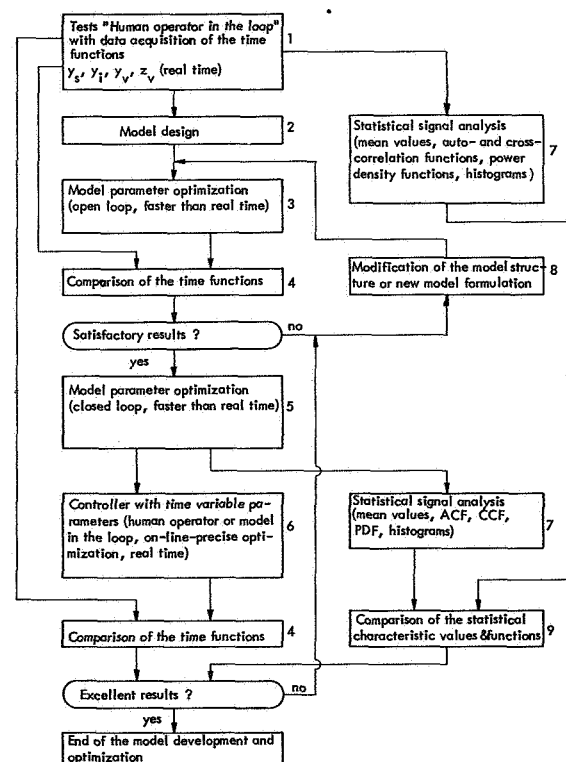 Tests "Human operator in the loop"
with data acquisition of the time
functions
y_s, y_i, y_v, z_v (real time)
1
Model design
2
Statistical signal analysis
(mean values, auto- and cross-
correlation functions, power
density functions, histograms)
7
Model parameter optimization
(open loop, faster than real time)
3
Comparison of the time functions
4
Modification of the model struc-
ture or new model formulation
8
Satisfactory results ?
no
yes
Model parameter optimization
(closed loop, faster than real time)
5
Controller with time variable pa-
rameters (human operator or model
in the loop, on-line-precise opti-
mization, real time)
6
Statistical signal analysis
(mean values, ACF, CCF,
PDF, histograms)
7
Comparison of the time functions
4
Comparison of the statistical
characteristic values &functions
9
Excellent results ?
no
yes
End of the model development and
optimization